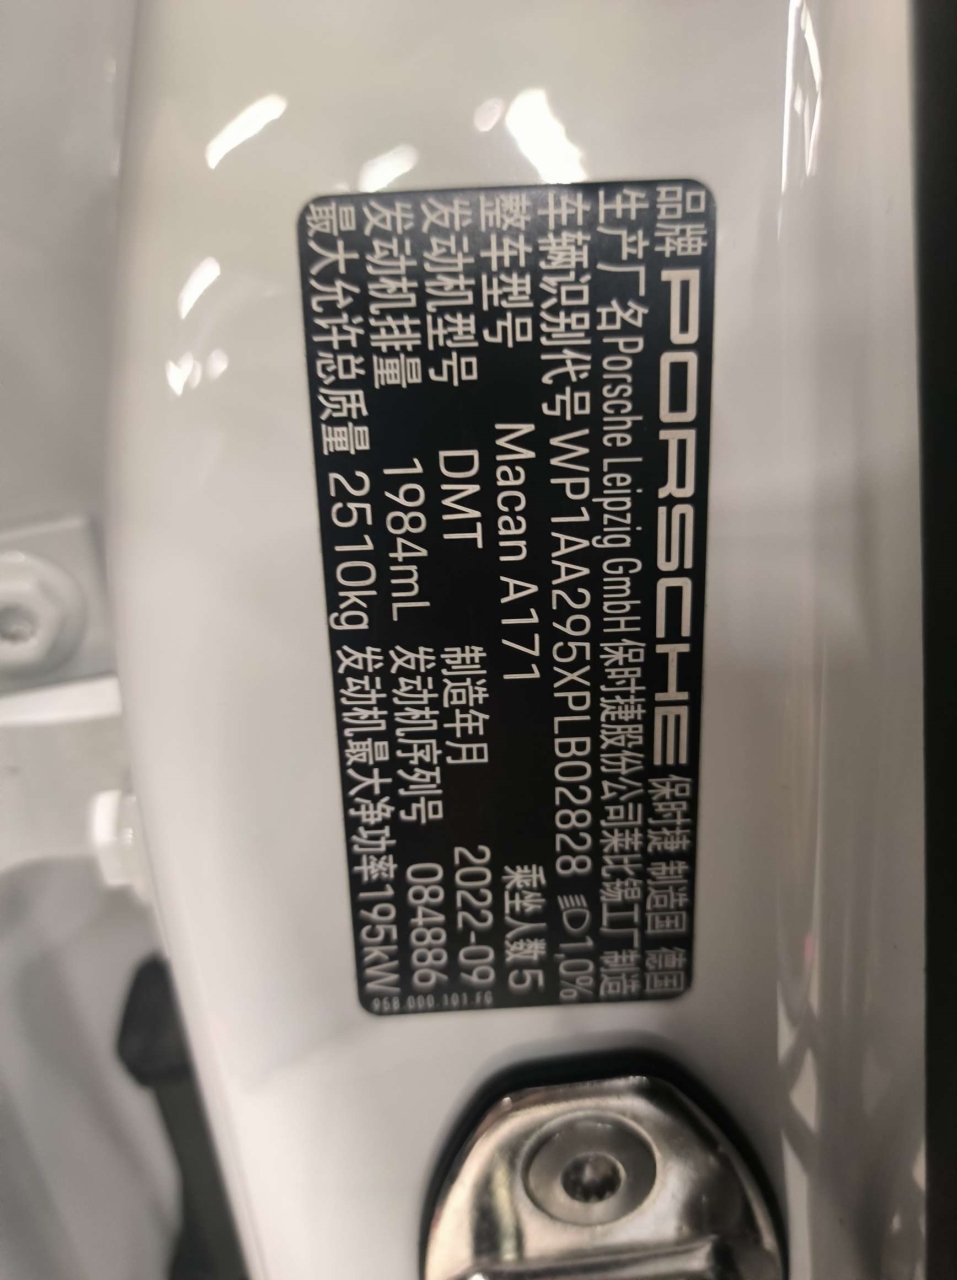 品牌 PORSCHE 保时捷 制造国 德国
生产厂名Porsche Leipzig GmbH 保时捷股份公司莱比锡工厂制造
车辆识别代号 WP1AA295XPLB02828 1,0%
整车型号 Macan A171 乘坐人数 5
发动机型号 DMT 制造年月 2022-09
发动机排量 1984mL 发动机序列号 084886
最大允许总质量 2510kg 发动机最大净功率195kW
95B.000.101.FG